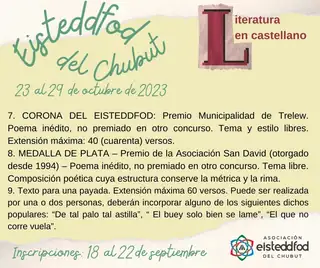 Eisteddfod
del Chubut
23 al 29 de octubre de 2023
Literatura
en castellano
7. CORONA DEL EISTEDDFOD: Premio Municipalidad de Trelew.
Poema inédito, no premiado en otro concurso. Tema y estilo libres.
Extensión máxima: 40 (cuarenta) versos.
8. MEDALLA DE PLATA – Premio de la Asociación San David (otorgado
desde 1994) – Poema inédito, no premiado en otro concurso. Tema libre.
Composición poética cuya estructura conserve la métrica y la rima.
9. Texto para una payada. Extensión máxima 60 versos. Puede ser realizada
por una o dos personas, deberán incorporar alguno de los siguientes dichos
populares: “De tal palo tal astilla”, “ El buey solo bien se lame”, “El que no
corre vuela”.
Inscripciones: 18 al 22 de septiembre
ASOCIACIÓN
eisteddfod
DEL CHUBUT